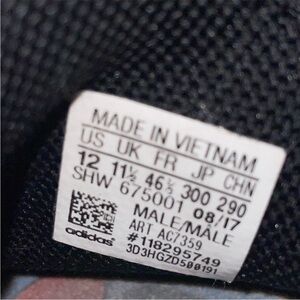 MADE IN VIETNAM
US UK FR JP CHN
12 11½ 46⅔ 300 290
SHW 675001 08/17
MALE/MALE
ART AC7359
#118295749
adidas 3D3HGZD500191